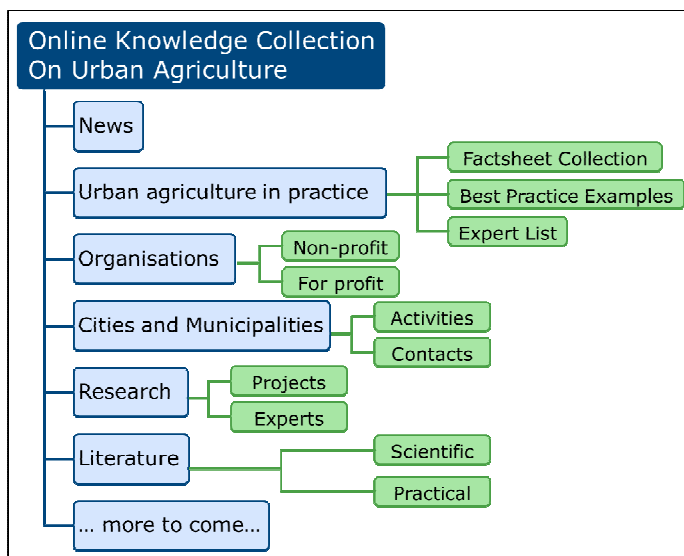 Online Knowledge Collection
On Urban Agriculture
News
Urban agriculture in practice
Factsheet Collection
Best Practice Examples
Expert List
Organisations
Non-profit
For profit
Cities and Municipalities
Activities
Contacts
Research
Projects
Experts
Literature
Scientific
Practical
... more to come...